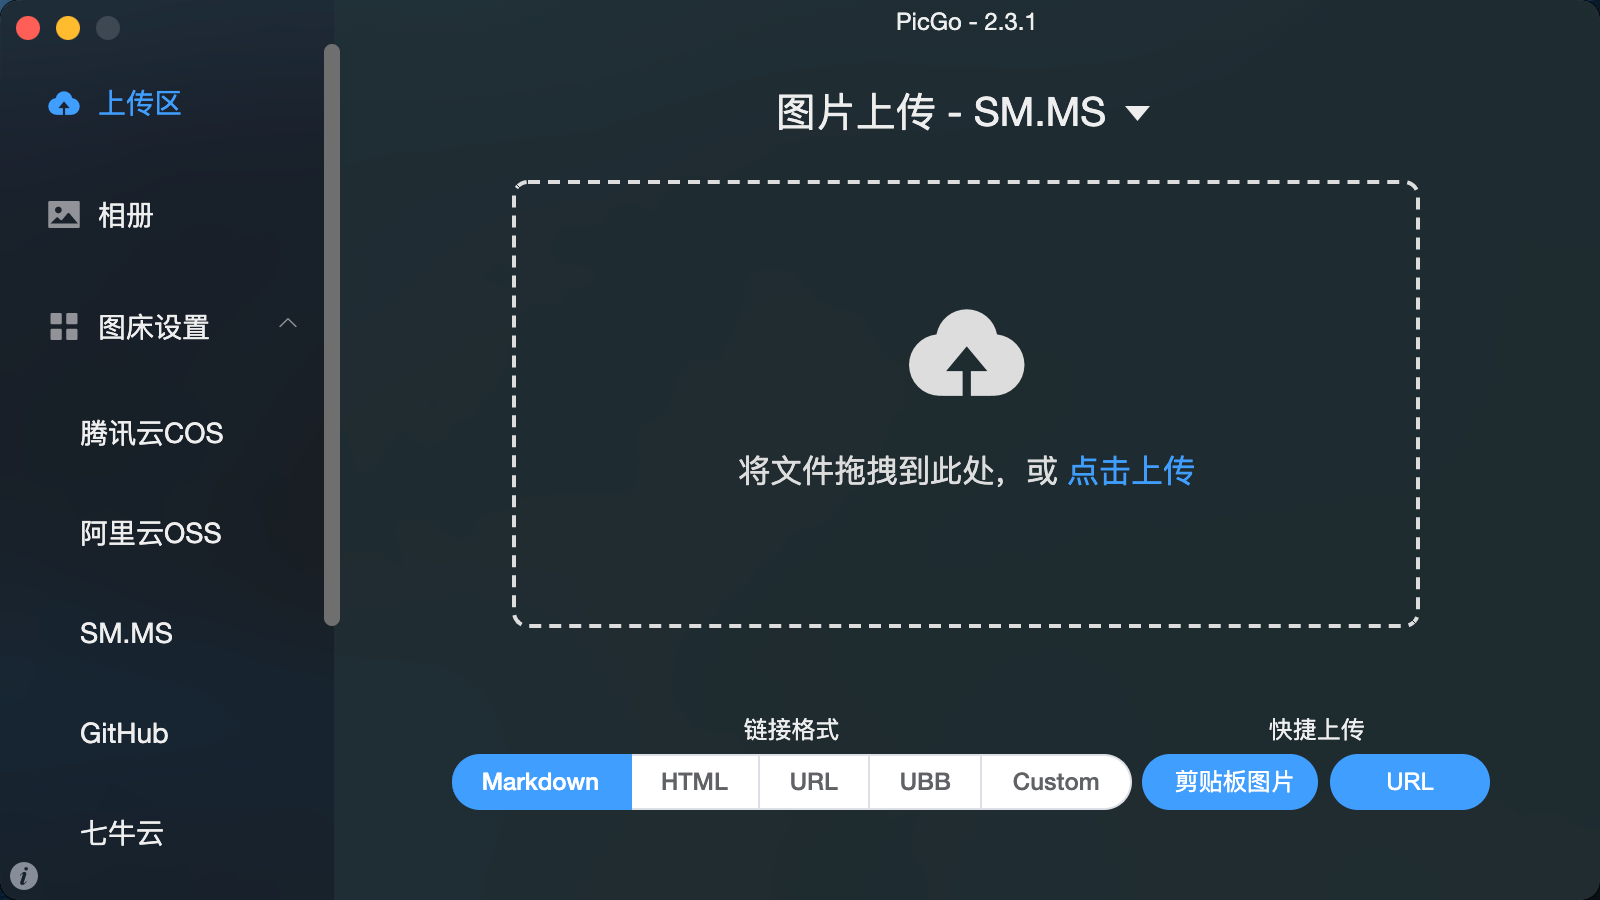 PicGo - 2.3.1
上传区
相册
图床设置
腾讯云COS
阿里云OSS
SM.MS
GitHub
七牛云
图片上传 - SM.MS
将文件拖拽到此处，或 点击上传
链接格式
Markdown HTML URL UBB Custom
快捷上传
剪贴板图片 URL